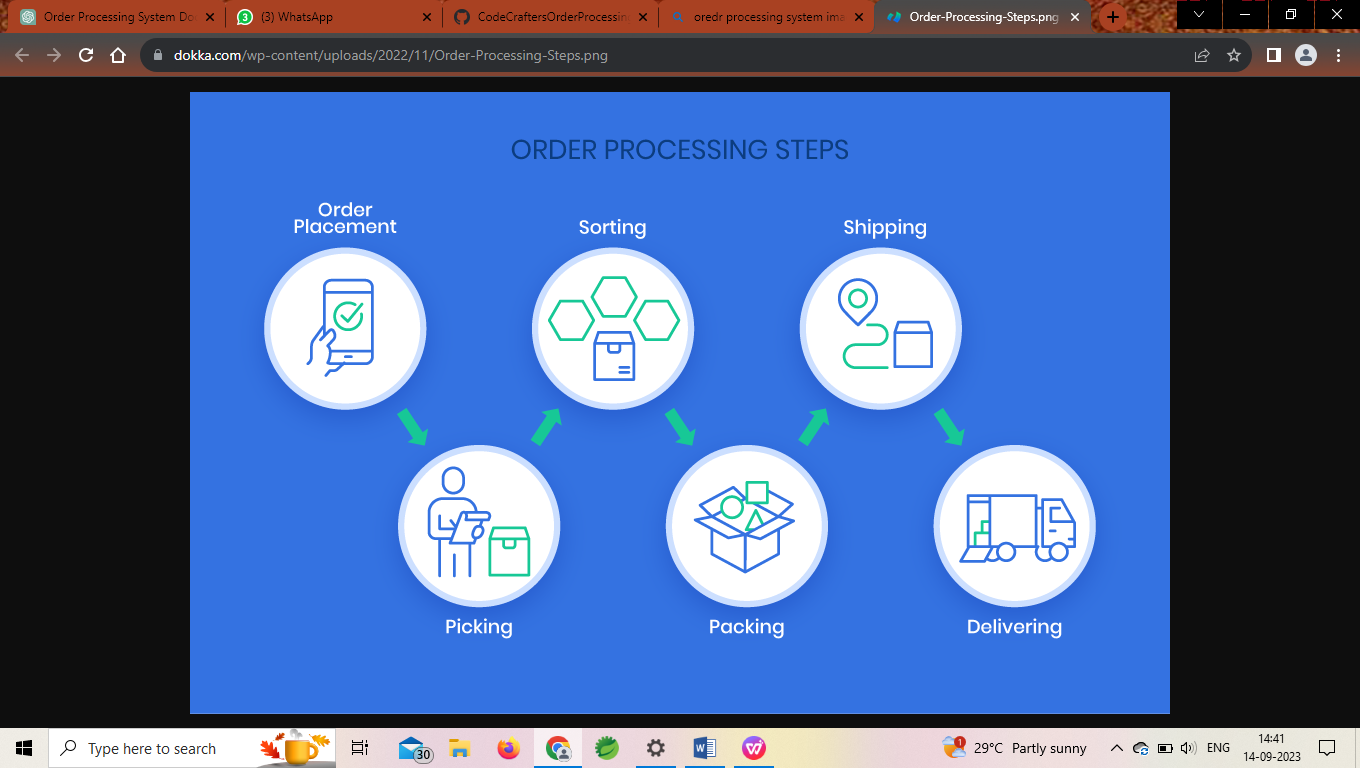 Order Processing System Do
(3) WhatsApp
CodeCraftersOrderProcessing
oredr processing system ima
Order-Processing-Steps.png
dokka.com/wp-content/uploads/2022/11/Order-Processing-Steps.png
ORDER PROCESSING STEPS
Order
Placement
Sorting
Shipping
Picking
Packing
Delivering
Type here to search
30
1
29°C Partly sunny
ENG
14:41
14-09-2023